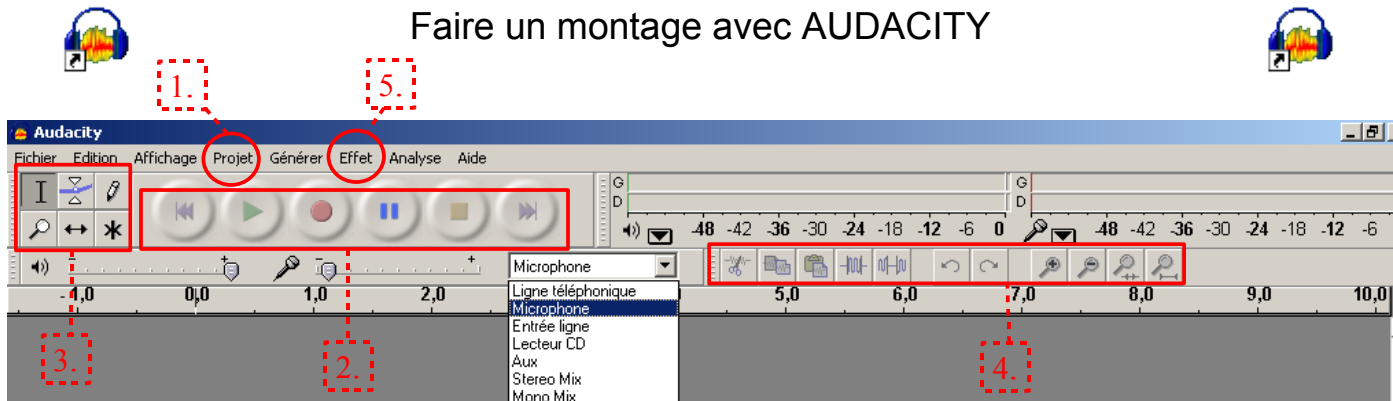 Faire un montage avec AUDACITY
1. 5.
Audacity
Fichier Edition Affichage Projet Générer Effet Analyse Aide
G G
D D
-48 -42 -36 -30 -24 -18 -12 -6 0 -48 -42 -36 -30 -24 -18 -12 -6
- + - + Microphone
- 1,0 0,0 1,0 2,0 5,0 6,0 7,0 8,0 9,0 10,0
Ligne téléphonique
Microphone
Entrée ligne
Lecteur CD
Aux
Stereo Mix
Mono Mix
3. 2. 4.